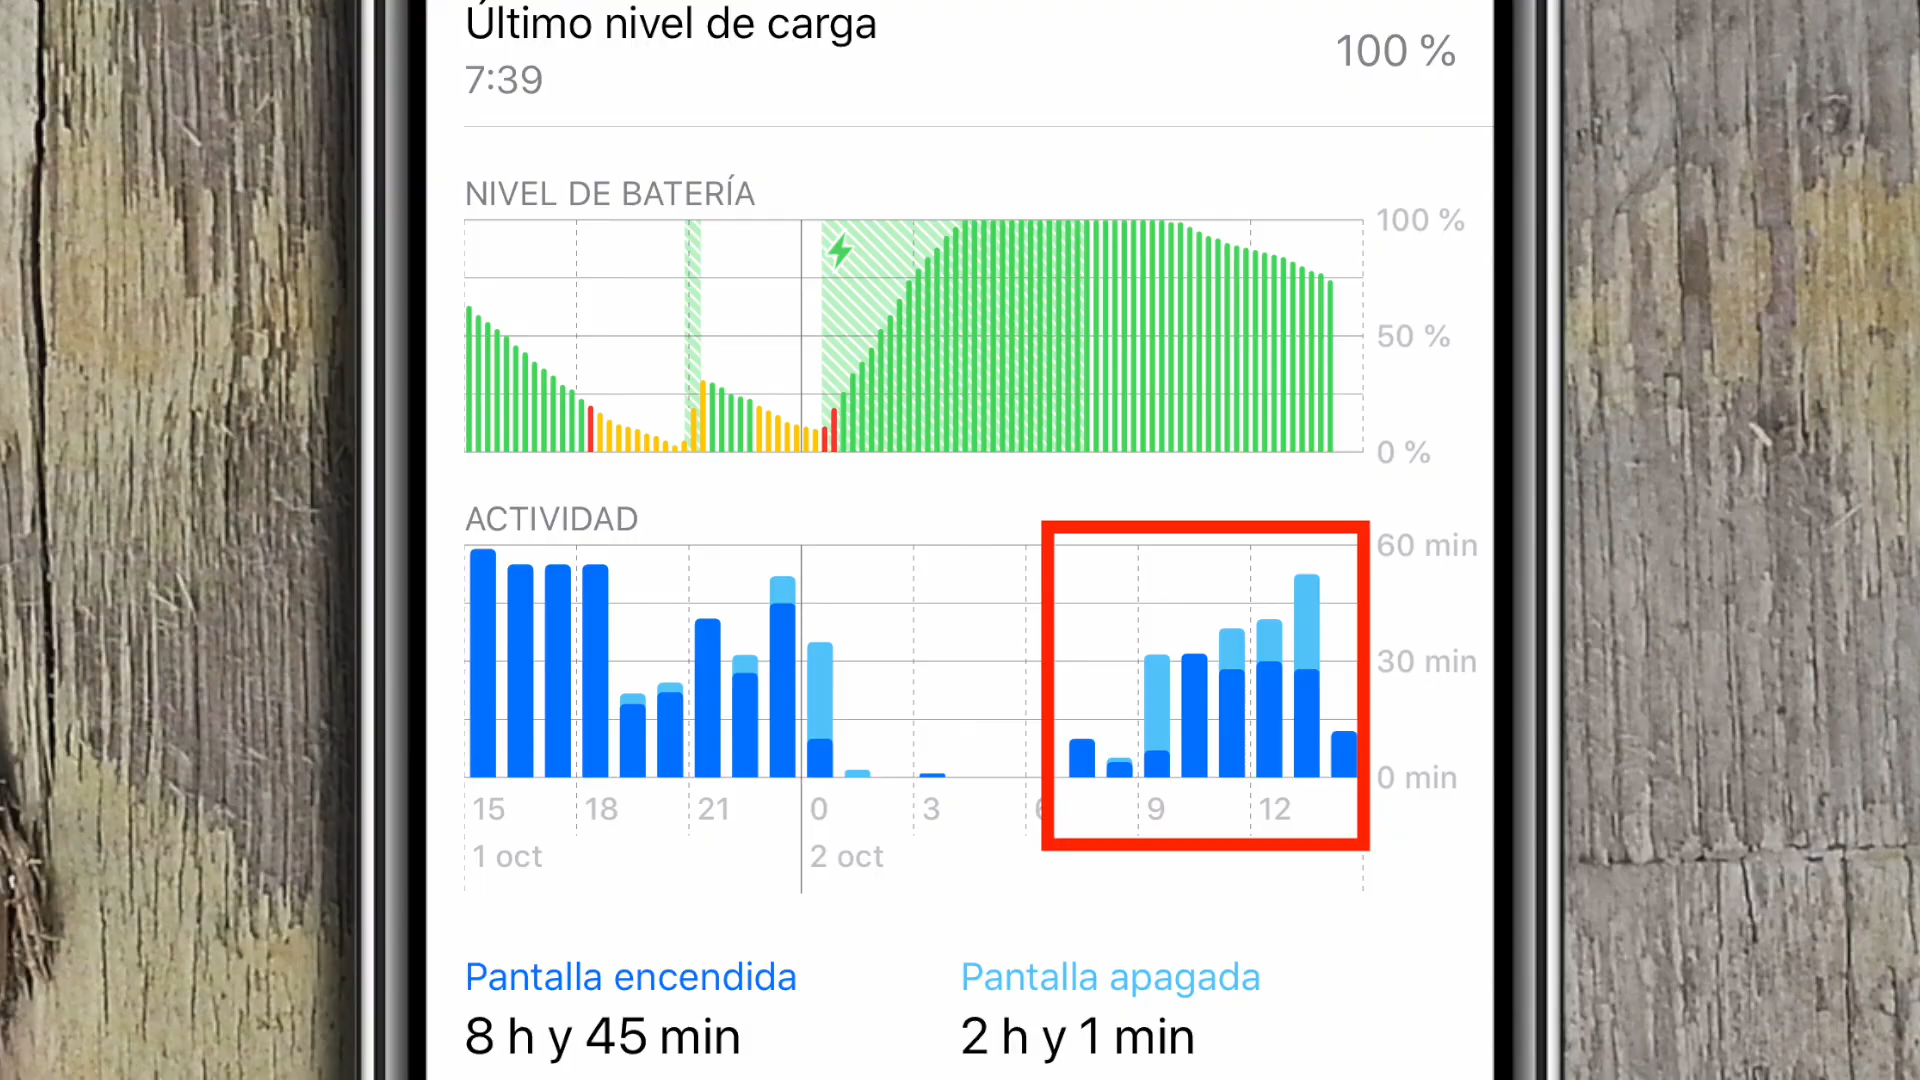 Último nivel de carga
7:39
100 %
NIVEL DE BATERÍA
100 %
50 %
0 %
ACTIVIDAD
60 min
30 min
0 min
15 18 21 0 3 6 9 12
1 oct 2 oct
Pantalla encendida Pantalla apagada
8 h y 45 min 2 h y 1 min